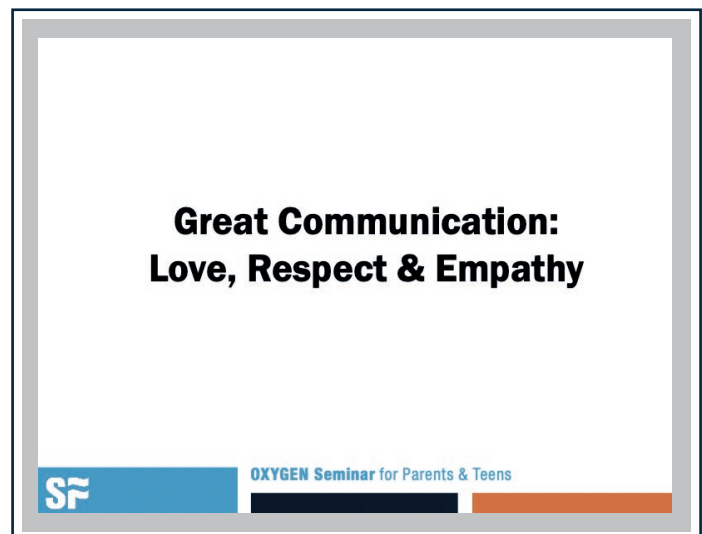 Great Communication:
Love, Respect & Empathy
OXYGEN Seminar for Parents & Teens
SF